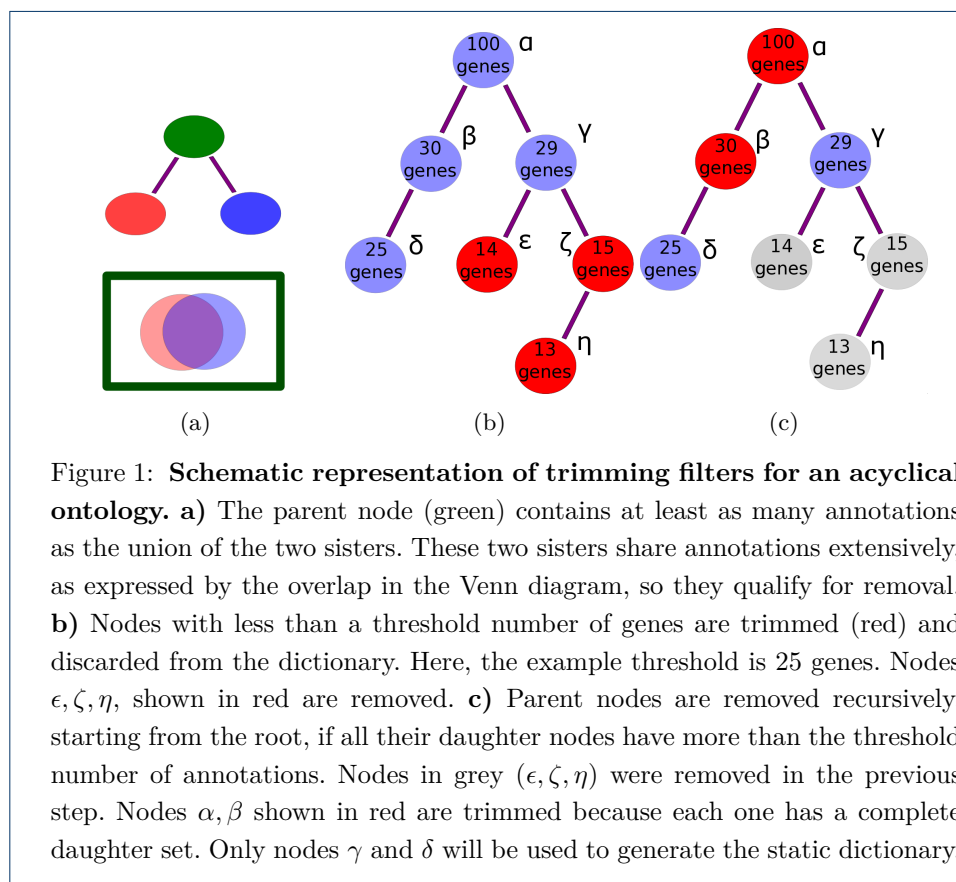 100
genes
α
30
genes
β
29
genes
γ
25
genes
δ
14
genes
ε
15
genes
ζ
13
genes
η
100
genes
α
30
genes
β
29
genes
γ
25
genes
δ
14
genes
ε
15
genes
ζ
13
genes
η
(a)
(b)
(c)
Figure 1: Schematic representation of trimming filters for an acyclical
ontology. a) The parent node (green) contains at least as many annotations
as the union of the two sisters. These two sisters share annotations extensively,
as expressed by the overlap in the Venn diagram, so they qualify for removal.
b) Nodes with less than a threshold number of genes are trimmed (red) and
discarded from the dictionary. Here, the example threshold is 25 genes. Nodes
ϵ, ζ, η, shown in red are removed. c) Parent nodes are removed recursively
starting from the root, if all their daughter nodes have more than the threshold
number of annotations. Nodes in grey (ϵ, ζ, η) were removed in the previous
step. Nodes α, β shown in red are trimmed because each one has a complete
daughter set. Only nodes γ and δ will be used to generate the static dictionary.